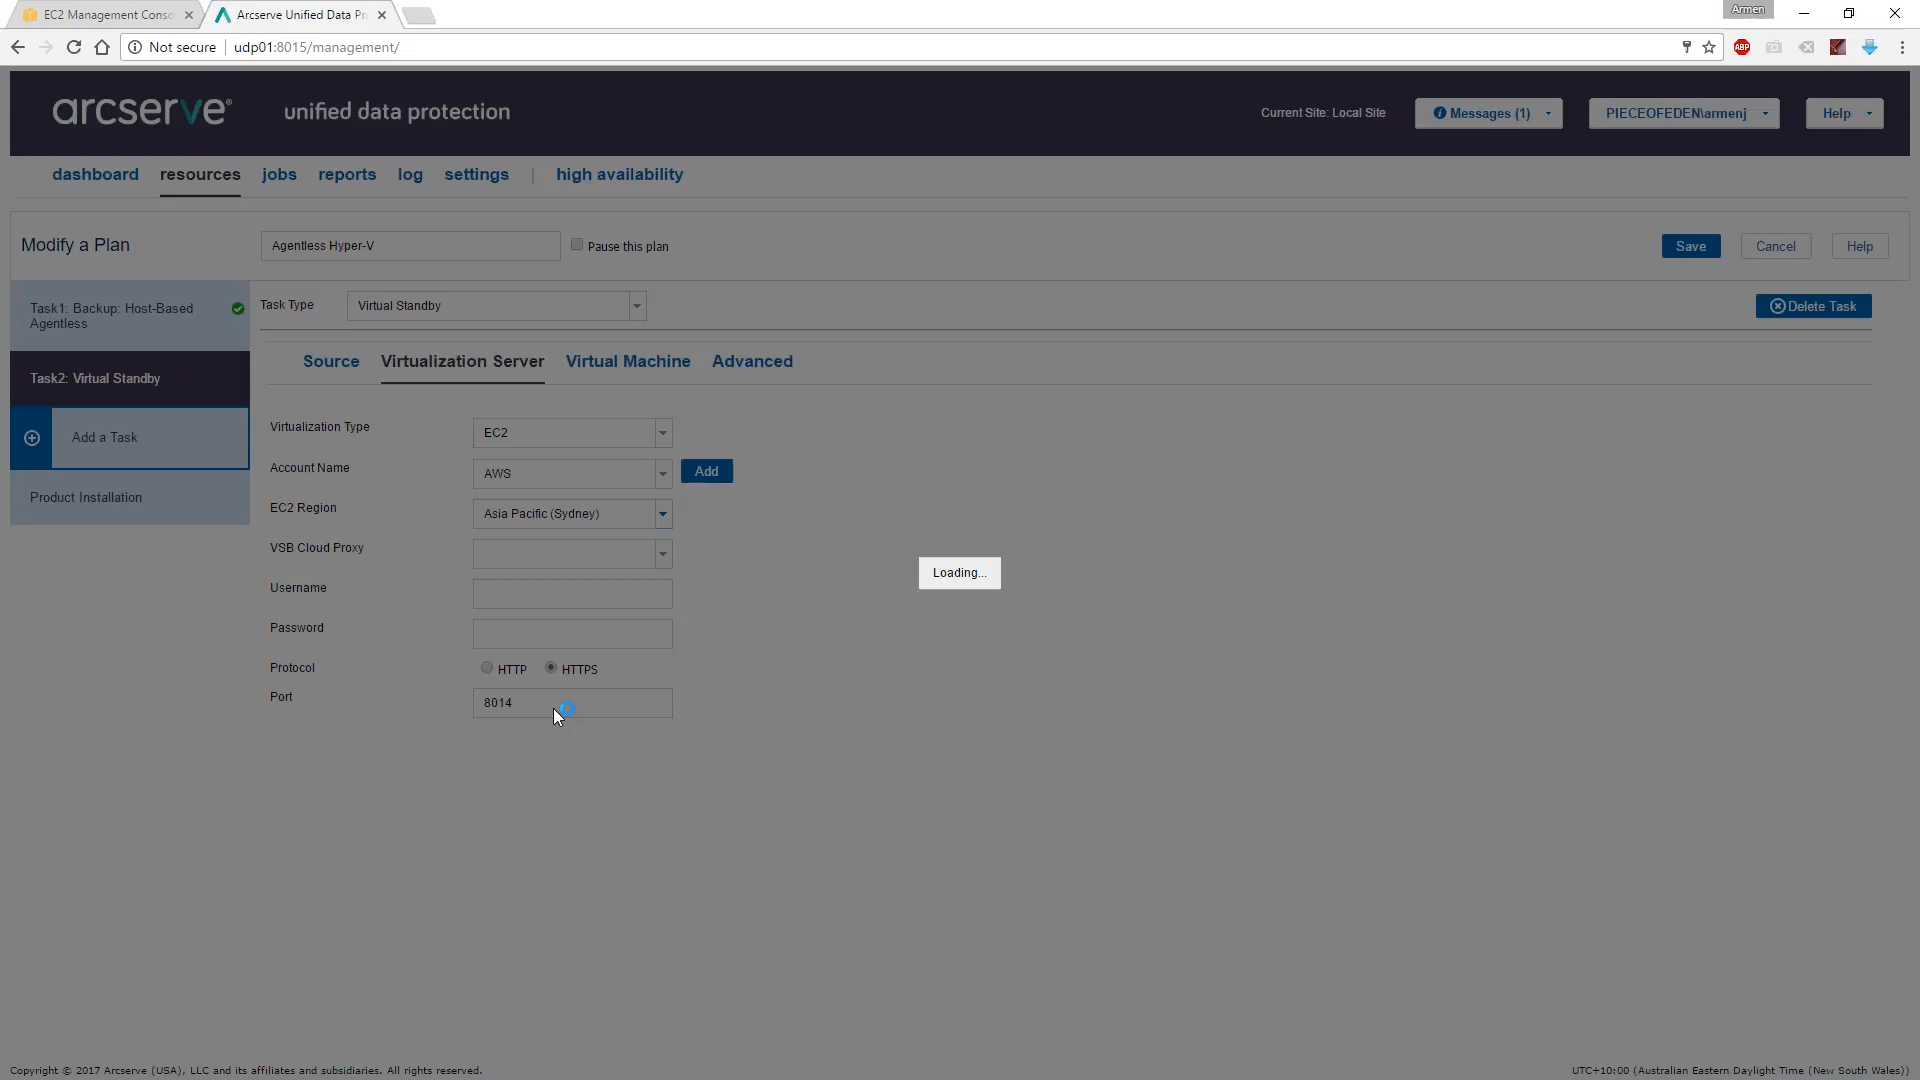 EC2 Management Conso
Arcserve Unified Data Pr
Armen
Not secure
udp01:8015/management/
ABP
arcserve®
unified data protection
Current Site: Local Site
Messages (1)
PIECEOFEDEN\armenj
Help
dashboard
resources
jobs
reports
log
settings
|
high availability
Modify a Plan
Agentless Hyper-V
Pause this plan
Save
Cancel
Help
Task1: Backup: Host-Based
Agentless
Task2: Virtual Standby
Add a Task
Product Installation
Task Type
Virtual Standby
Delete Task
Source
Virtualization Server
Virtual Machine
Advanced
Virtualization Type
EC2
Account Name
AWS
Add
EC2 Region
Asia Pacific (Sydney)
VSB Cloud Proxy
Username
Password
Protocol
HTTP
HTTPS
Port
8014
Loading...
Copyright © 2017 Arcserve (USA), LLC and its affiliates and subsidiaries. All rights reserved.
UTC+10:00 (Australian Eastern Daylight Time (New South Wales))